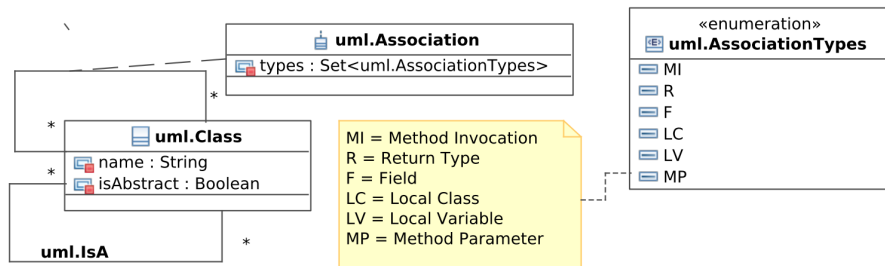 uml.Association
types : Set<uml.AssociationTypes>
«enumeration»
uml.AssociationTypes
MI
R
F
LC
LV
MP
*
*
uml.Class
name : String
isAbstract : Boolean
*
*
uml.IsA
MI = Method Invocation
R = Return Type
F = Field
LC = Local Class
LV = Local Variable
MP = Method Parameter